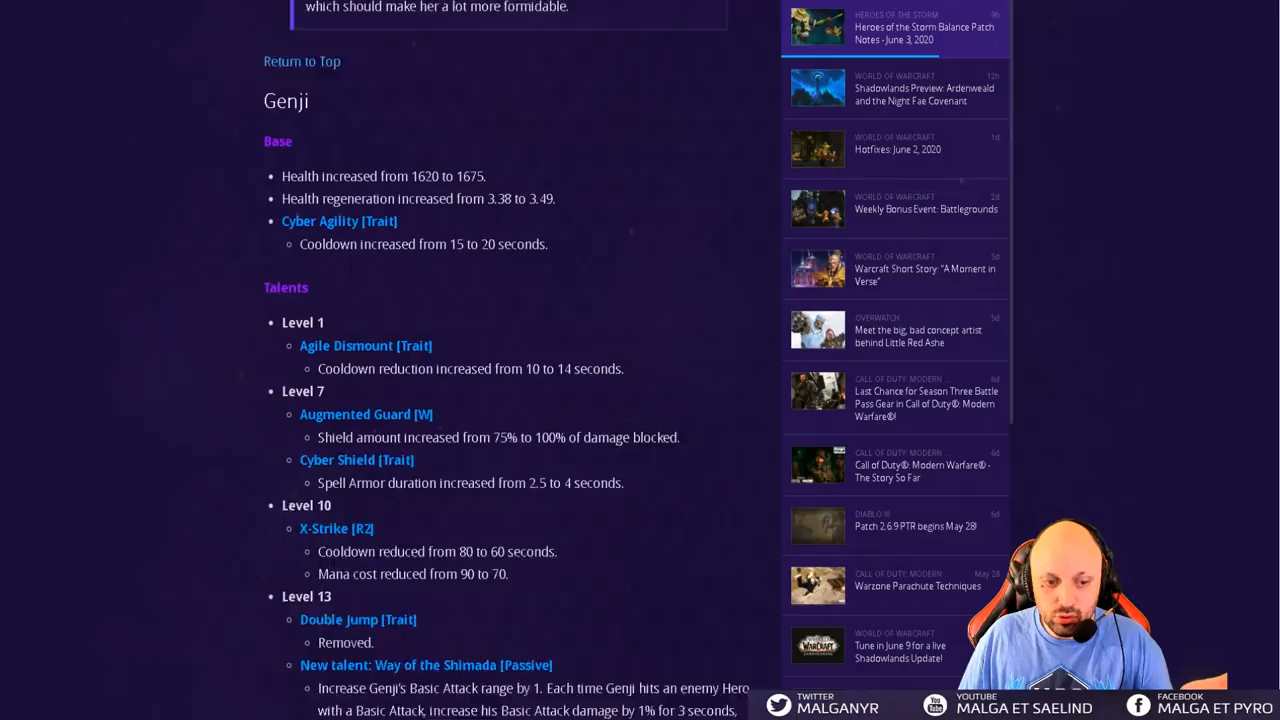 which should make her a lot more formidable.
Return to Top
Genji
Base
Health increased from 1620 to 1675.
Health regeneration increased from 3.38 to 3.49.
Cyber Agility [Trait]
Cooldown increased from 15 to 20 seconds.
Talents
Level 1
Agile Dismount [Trait]
Cooldown reduction increased from 10 to 14 seconds.
Level 7
Augmented Guard [W]
Shield amount increased from 75% to 100% of damage blocked.
Cyber Shield [Trait]
Spell Armor duration increased from 2.5 to 4 seconds.
Level 10
X-Strike [R2]
Cooldown reduced from 80 to 60 seconds.
Mana cost reduced from 90 to 70.
Level 13
Double Jump [Trait]
Removed.
New talent: Way of the Shimada [Passive]
Increase Genji's Basic Attack range by 1. Each time Genji hits an enemy Hero
with a Basic Attack, increase his Basic Attack damage by 1% for 3 seconds,
HEROES OF THE STORM 9h
Heroes of the Storm Balance Patch
Notes - June 3, 2020
WORLD OF WARCRAFT 12h
Shadowlands Preview: Ardenweald
and the Night Fae Covenant
WORLD OF WARCRAFT 1d
Hotfixes: June 2, 2020
WORLD OF WARCRAFT 2d
Weekly Bonus Event: Battlegrounds
WORLD OF WARCRAFT 5d
Warcraft Short Story: "A Moment in
Verse"
OVERWATCH 5d
Meet the big, bad concept artist
behind Little Red Ashe
CALL OF DUTY: MODERN ... 6d
Last Chance for Season Three Battle
Pass Gear in Call of Duty®: Modern
Warfare®!
CALL OF DUTY: MODERN ... 6d
Call of Duty®: Modern Warfare® -
The Story So Far
DIABLO III 6d
Patch 2.6.9 PTR begins May 28!
CALL OF DUTY: MODERN ... May 28
Warzone Parachute Techniques
WORLD OF WARCRAFT
Tune in June 9 for a live
Shadowlands Update!
TWITTER
MALGANYR
YOUTUBE
MALGA ET SAELIND
FACEBOOK
MALGA ET PYRO